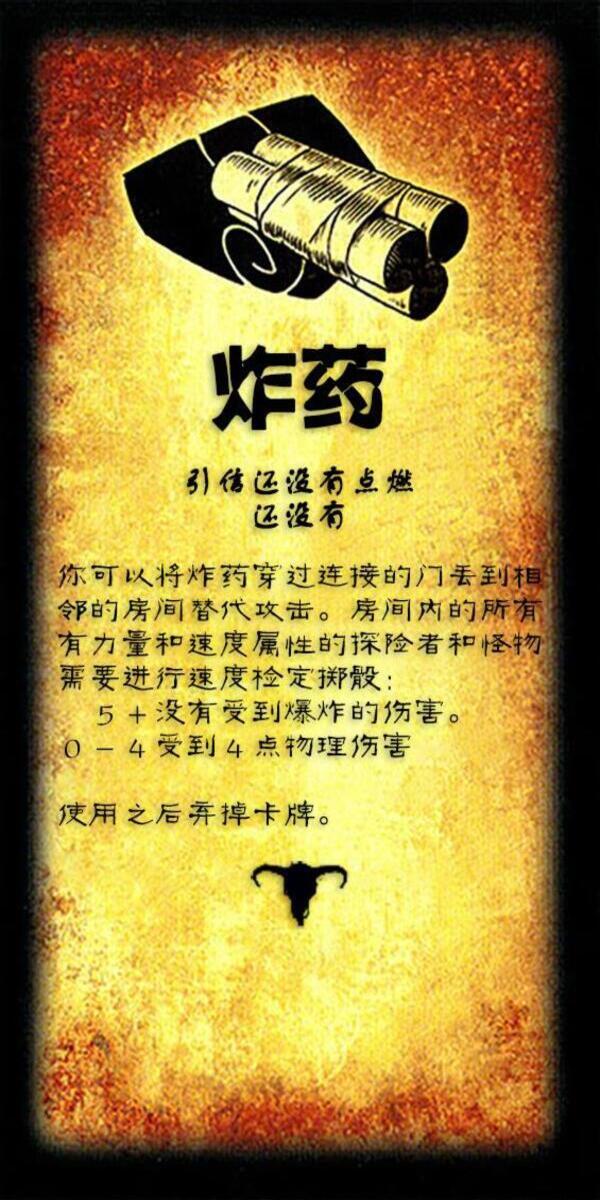 炸药
引信还没有点燃
还没有
你可以将炸药穿过连接的门丢到相
邻的房间替代攻击。房间内的所有
有力量和速度属性的探险者和怪物
需要进行速度检定掷骰：
5+没有受到爆炸的伤害。
0-4受到4点物理伤害
使用之后弃掉卡牌。